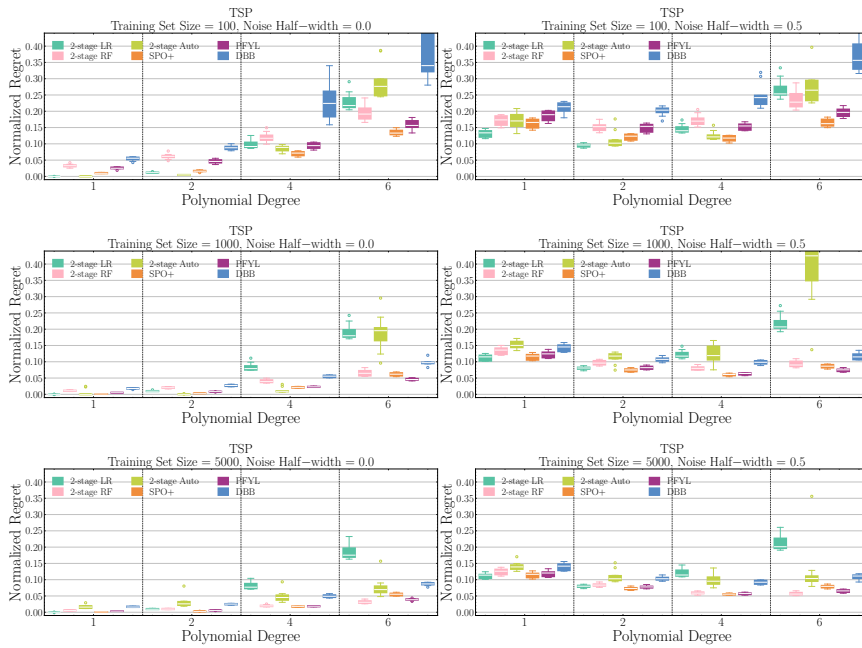 TSP
Training Set Size = 100, Noise Half−width = 0.0
Normalized Regret
0.40
0.35
0.30
0.25
0.20
0.15
0.10
0.05
0.00
2-stage LR
2-stage RF
2-stage Auto
SPO+
PFYL
DBB
1
2
4
6
Polynomial Degree
TSP
Training Set Size = 100, Noise Half−width = 0.5
Normalized Regret
0.40
0.35
0.30
0.25
0.20
0.15
0.10
0.05
0.00
2-stage LR
2-stage RF
2-stage Auto
SPO+
PFYL
DBB
1
2
4
6
Polynomial Degree
TSP
Training Set Size = 1000, Noise Half−width = 0.0
Normalized Regret
0.40
0.35
0.30
0.25
0.20
0.15
0.10
0.05
0.00
2-stage LR
2-stage RF
2-stage Auto
SPO+
PFYL
DBB
1
2
4
6
Polynomial Degree
TSP
Training Set Size = 1000, Noise Half−width = 0.5
Normalized Regret
0.40
0.35
0.30
0.25
0.20
0.15
0.10
0.05
0.00
2-stage LR
2-stage RF
2-stage Auto
SPO+
PFYL
DBB
1
2
4
6
Polynomial Degree
TSP
Training Set Size = 5000, Noise Half−width = 0.0
Normalized Regret
0.40
0.35
0.30
0.25
0.20
0.15
0.10
0.05
0.00
2-stage LR
2-stage RF
2-stage Auto
SPO+
PFYL
DBB
1
2
4
6
Polynomial Degree
TSP
Training Set Size = 5000, Noise Half−width = 0.5
Normalized Regret
0.40
0.35
0.30
0.25
0.20
0.15
0.10
0.05
0.00
2-stage LR
2-stage RF
2-stage Auto
SPO+
PFYL
DBB
1
2
4
6
Polynomial Degree